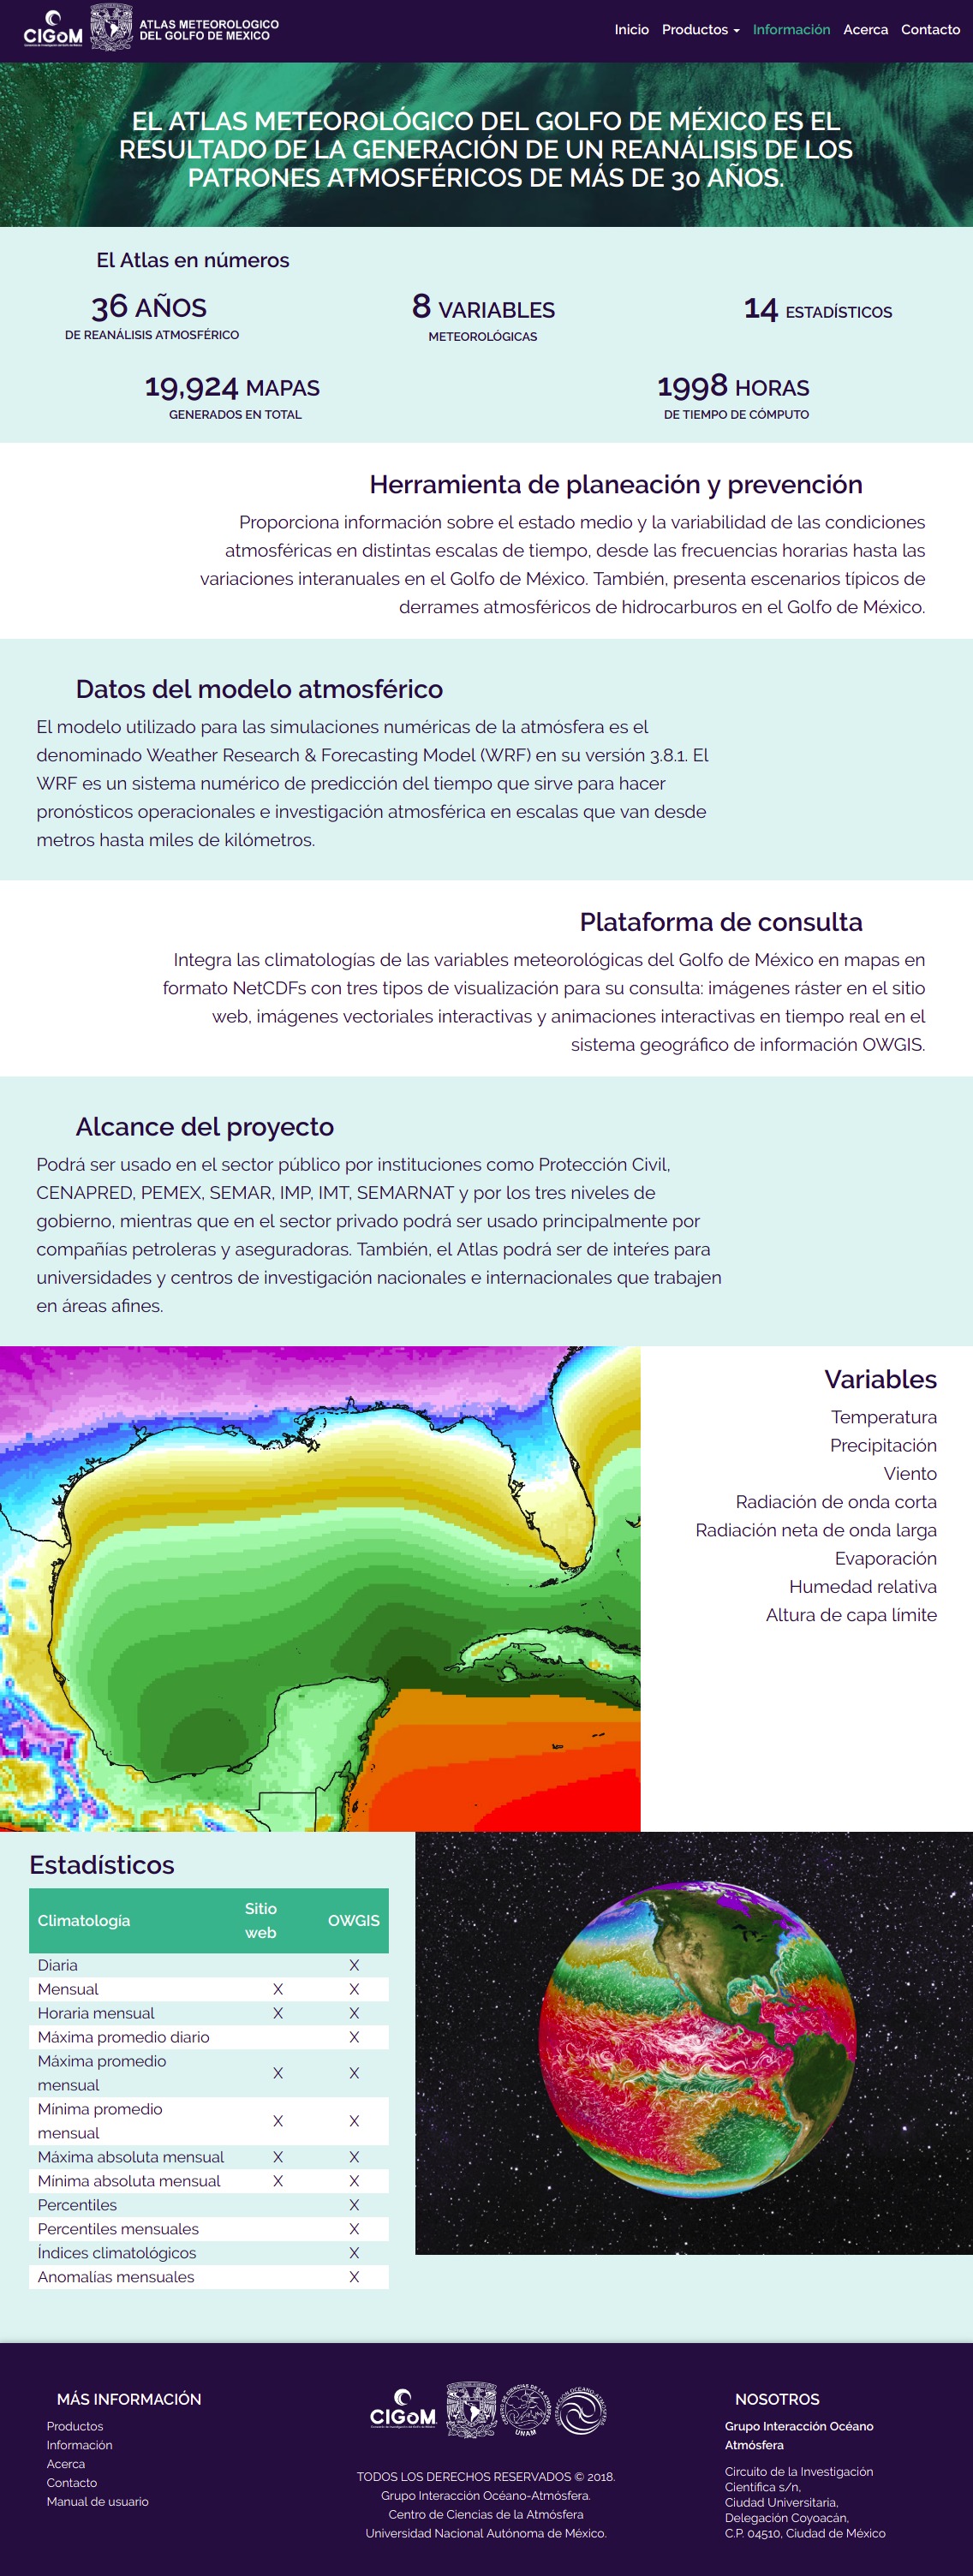 CIGoM
ATLAS METEOROLOGICO
DEL GOLFO DE MEXICO
Inicio Productos Información Acerca Contacto
EL ATLAS METEOROLÓGICO DEL GOLFO DE MÉXICO ES EL
RESULTADO DE LA GENERACIÓN DE UN REANÁLISIS DE LOS
PATRONES ATMOSFÉRICOS DE MÁS DE 30 AÑOS.
El Atlas en números
36 AÑOS
DE REANÁLISIS ATMOSFÉRICO
8 VARIABLES
METEOROLÓGICAS
14 ESTADÍSTICOS
19,924 MAPAS
GENERADOS EN TOTAL
1998 HORAS
DE TIEMPO DE CÓMPUTO
Herramienta de planeación y prevención
Proporciona información sobre el estado medio y la variabilidad de las condiciones
atmosféricas en distintas escalas de tiempo, desde las frecuencias horarias hasta las
variaciones interanuales en el Golfo de México. También, presenta escenarios típicos de
derrames atmosféricos de hidrocarburos en el Golfo de México.
Datos del modelo atmosférico
El modelo utilizado para las simulaciones numéricas de la atmósfera es el
denominado Weather Research & Forecasting Model (WRF) en su versión 3.8.1. El
WRF es un sistema numérico de predicción del tiempo que sirve para hacer
pronósticos operacionales e investigación atmosférica en escalas que van desde
metros hasta miles de kilómetros.
Plataforma de consulta
Integra las climatologías de las variables meteorológicas del Golfo de México en mapas en
formato NetCDFs con tres tipos de visualización para su consulta: imágenes ráster en el sitio
web, imágenes vectoriales interactivas y animaciones interactivas en tiempo real en el
sistema geográfico de información OWGIS.
Alcance del proyecto
Podrá ser usado en el sector público por instituciones como Protección Civil,
CENAPRED, PEMEX, SEMAR, IMP, IMT, SEMARNAT y por los tres niveles de
gobierno, mientras que en el sector privado podrá ser usado principalmente por
compañías petroleras y aseguradoras. También, el Atlas podrá ser de inteŕes para
universidades y centros de investigación nacionales e internacionales que trabajen
en áreas afines.
Variables
Temperatura
Precipitación
Viento
Radiación de onda corta
Radiación neta de onda larga
Evaporación
Humedad relativa
Altura de capa límite
Estadísticos
Climatología Sitio web OWGIS
Diaria X
Mensual X X
Horaria mensual X X
Máxima promedio diario X
Máxima promedio mensual X X
Mínima promedio mensual X X
Máxima absoluta mensual X X
Mínima absoluta mensual X X
Percentiles X
Percentiles mensuales X
Índices climatológicos X
Anomalías mensuales X
MÁS INFORMACIÓN
Productos
Información
Acerca
Contacto
Manual de usuario
CIGoM
UNAM
TODOS LOS DERECHOS RESERVADOS © 2018.
Grupo Interacción Océano-Atmósfera.
Centro de Ciencias de la Atmósfera
Universidad Nacional Autónoma de México.
NOSOTROS
Grupo Interacción Océano
Atmósfera
Circuito de la Investigación
Científica s/n,
Ciudad Universitaria,
Delegación Coyoacán,
C.P. 04510, Ciudad de México